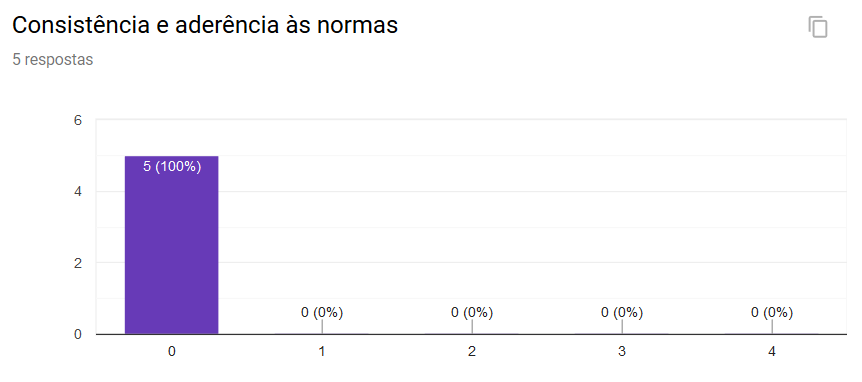 Consistência e aderência às normas
5 respostas
6
5 (100%)
4
2
0 (0%) 0 (0%) 0 (0%) 0 (0%)
0
0 1 2 3 4